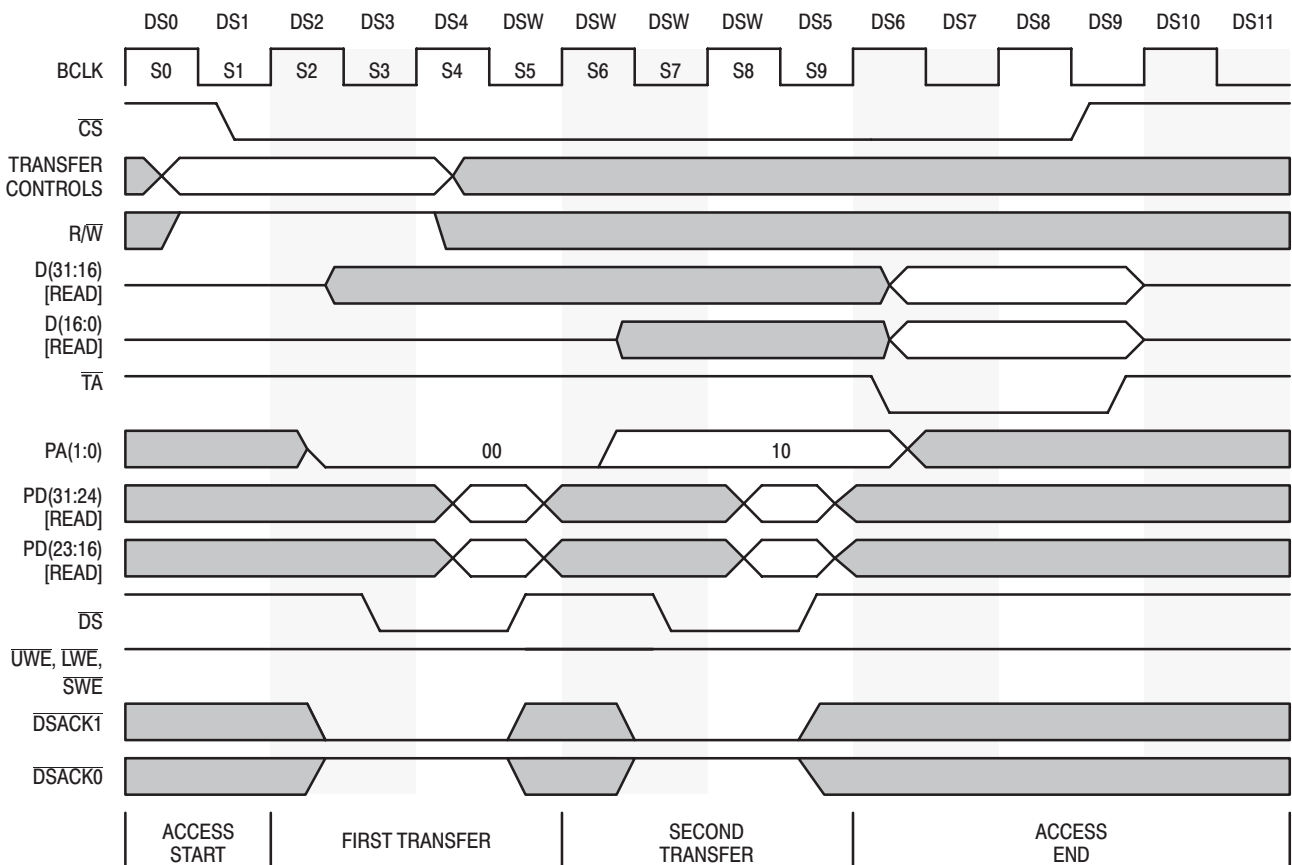 DS0 DS1 DS2 DS3 DS4 DSW DSW DSW DSW DS5 DS6 DS7 DS8 DS9 DS10 DS11
BCLK S0 S1 S2 S3 S4 S5 S6 S7 S8 S9
CS
TRANSFER
CONTROLS
R/W
D(31:16)
[READ]
D(16:0)
[READ]
TA
PA(1:0) 00 10
PD(31:24)
[READ]
PD(23:16)
[READ]
DS
UWE, LWE,
SWE
DSACK1
DSACK0
ACCESS
START
FIRST TRANSFER
SECOND
TRANSFER
ACCESS
END